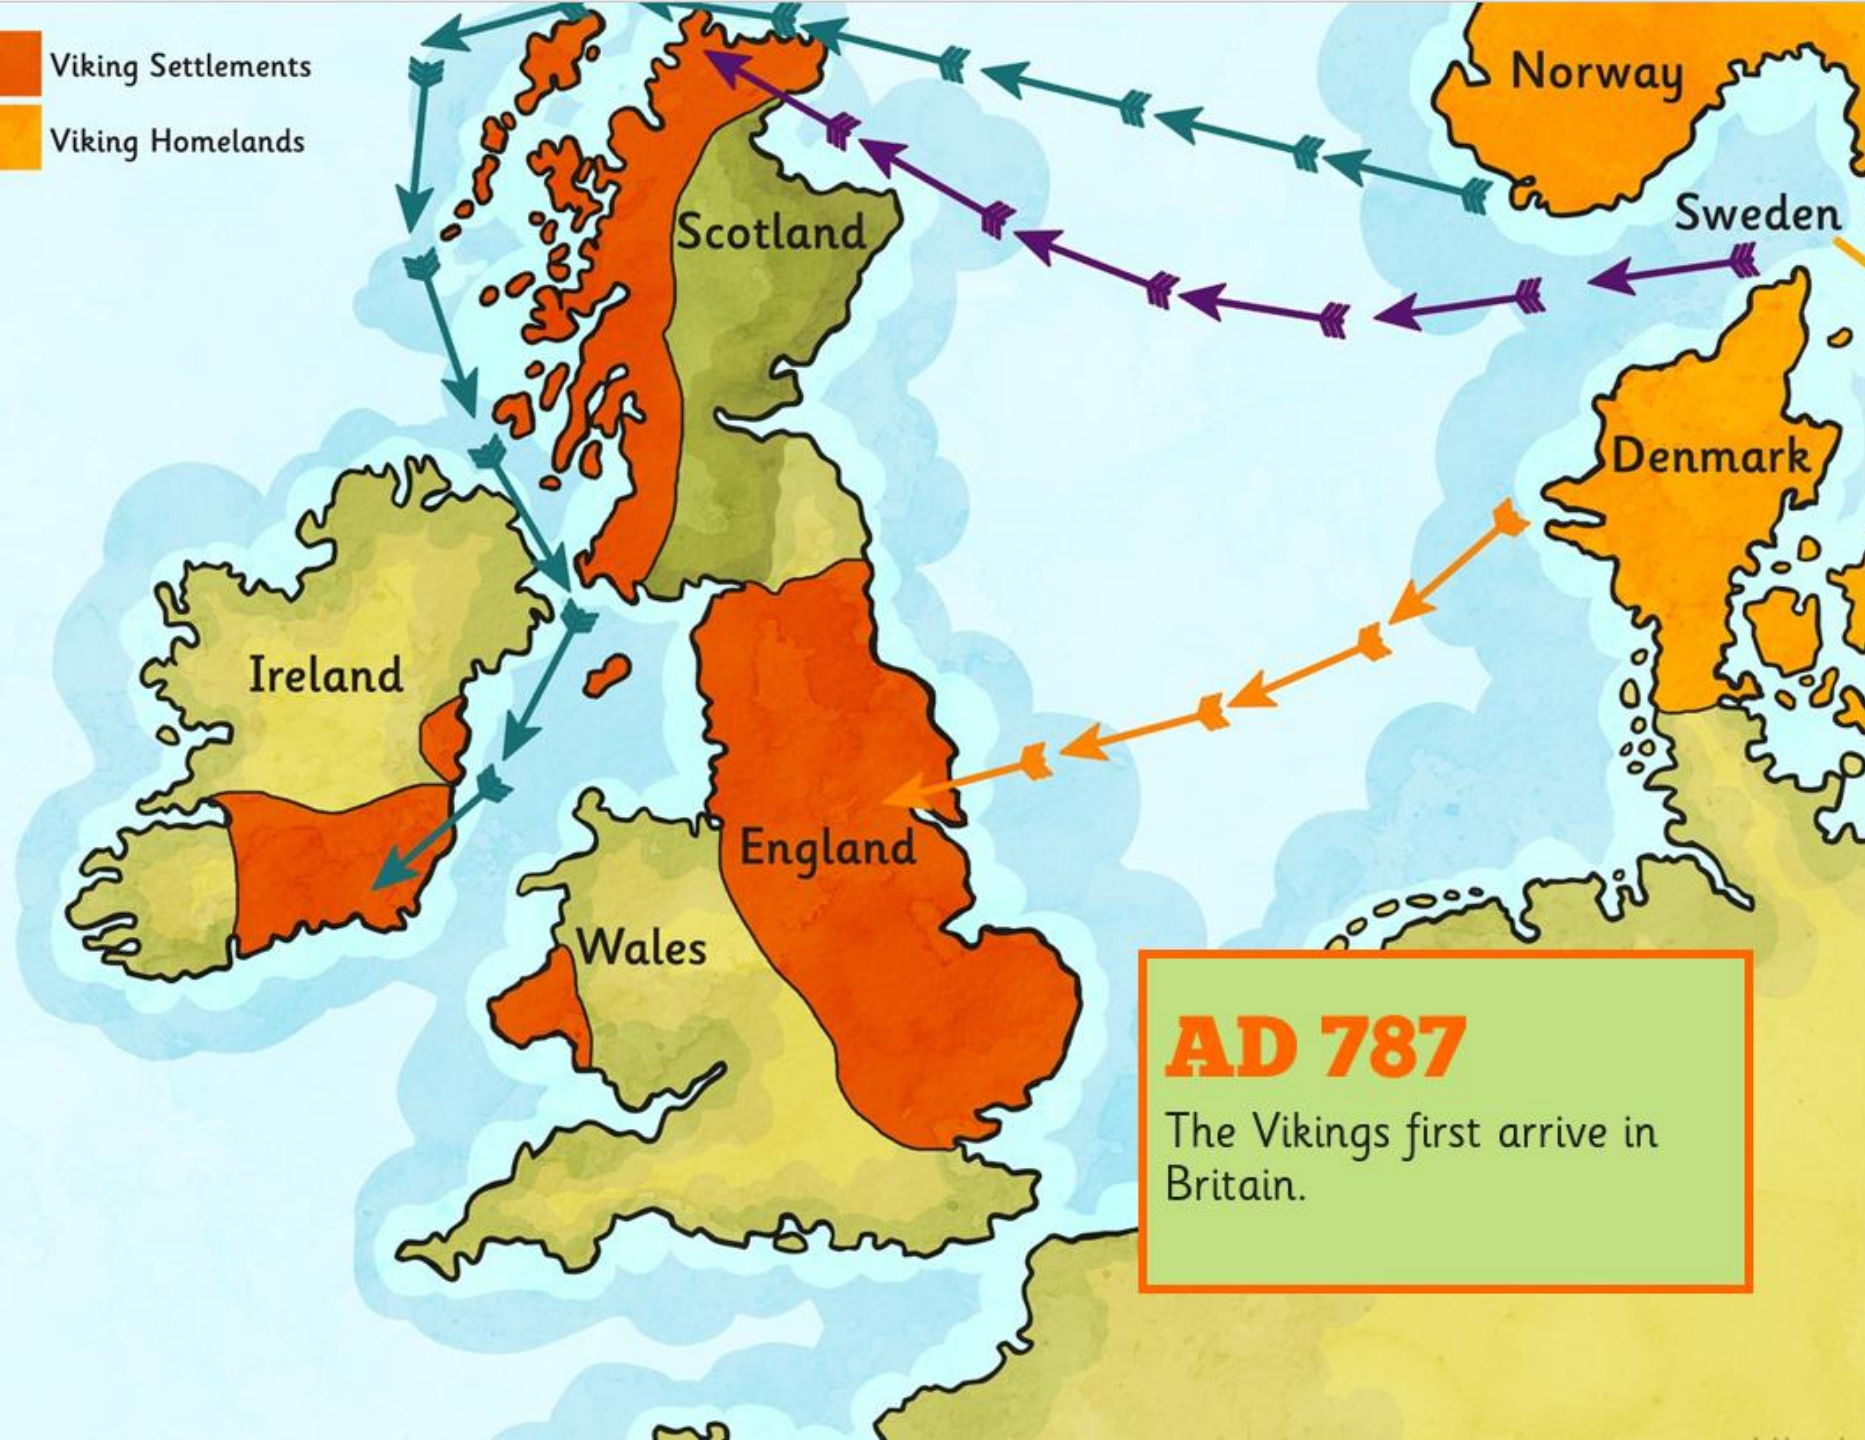 Viking Settlements
Viking Homelands
Norway
Sweden
Scotland
Denmark
Ireland
England
Wales
AD 787
The Vikings first arrive in
Britain.